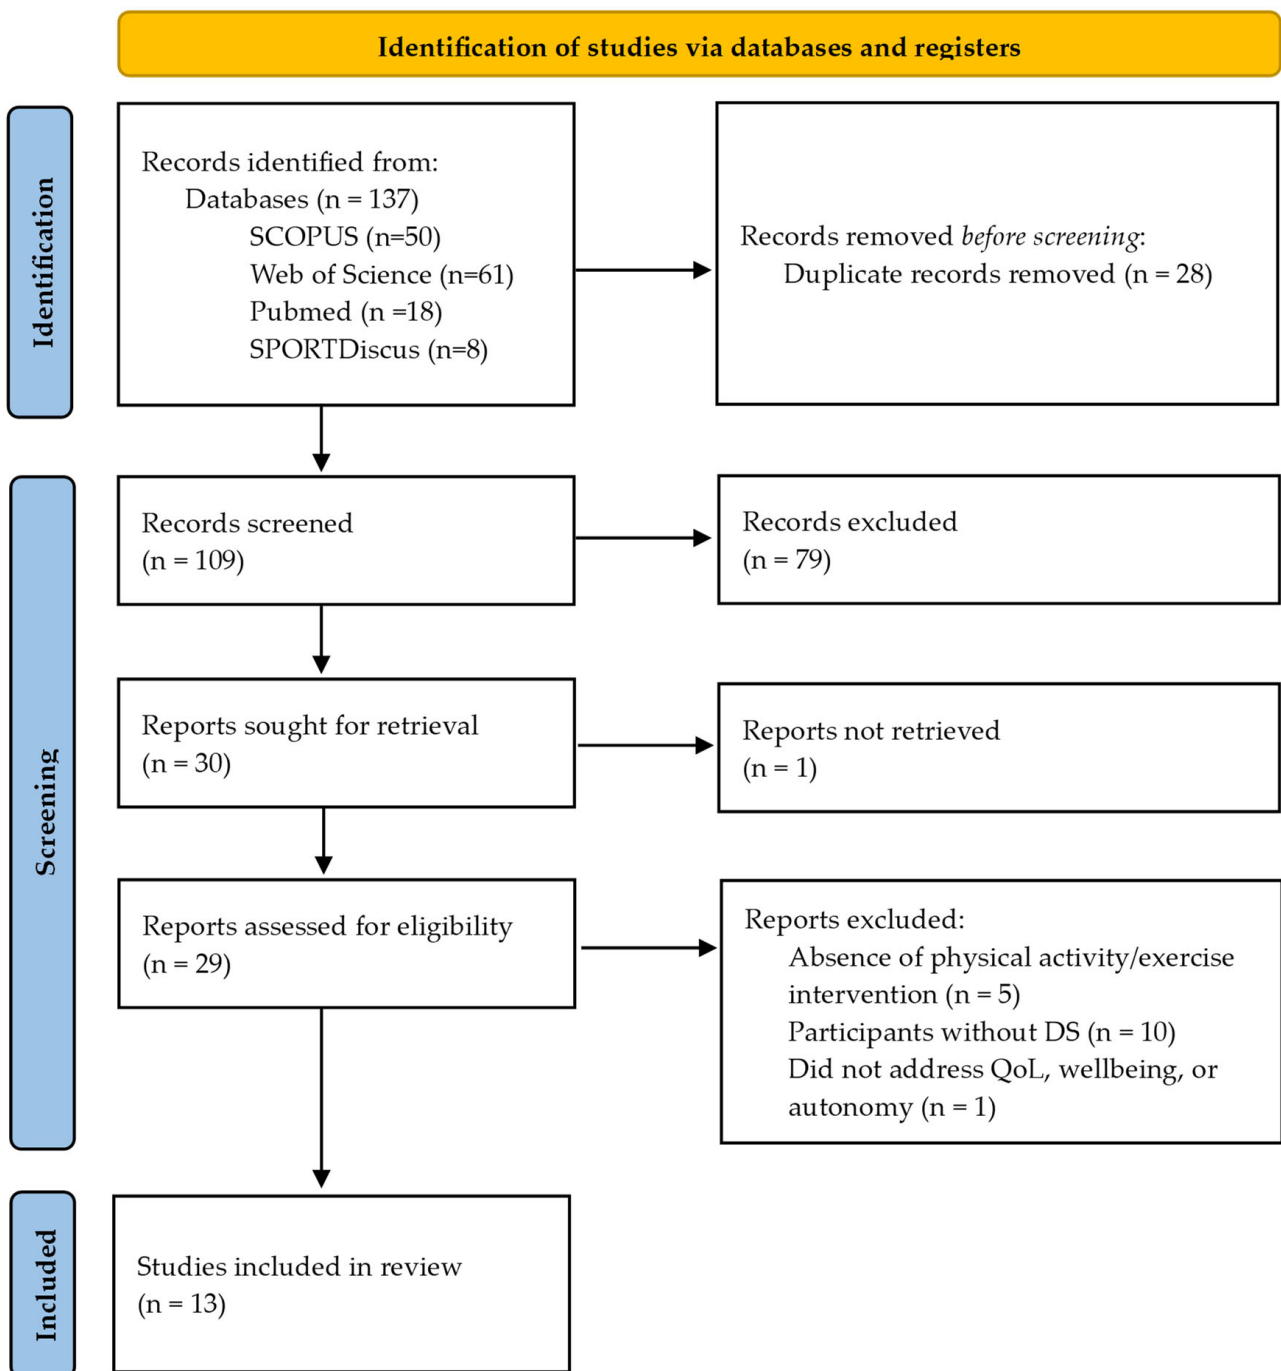 Identification of studies via databases and registers
Identification
Records identified from:
Databases (n = 137)
SCOPUS (n=50)
Web of Science (n=61)
Pubmed (n =18)
SPORTDiscus (n=8)
Records removed before screening:
Duplicate records removed (n = 28)
Screening
Records screened
(n = 109)
Records excluded
(n = 79)
Reports sought for retrieval
(n = 30)
Reports not retrieved
(n = 1)
Reports assessed for eligibility
(n = 29)
Reports excluded:
Absence of physical activity/exercise
intervention (n = 5)
Participants without DS (n = 10)
Did not address QoL, wellbeing, or
autonomy (n = 1)
Included
Studies included in review
(n = 13)